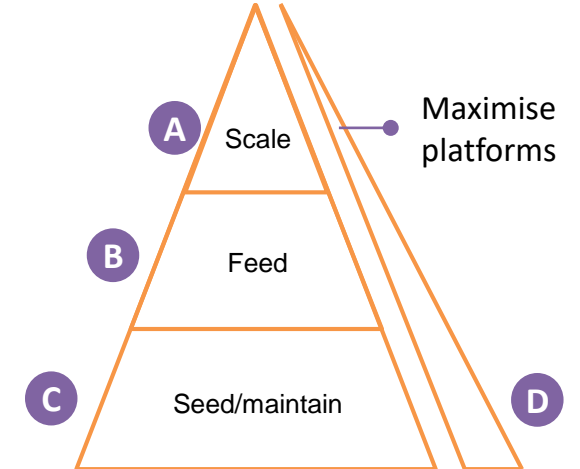 A
Scale
Maximise
platforms
B
Feed
C
Seed/maintain
D